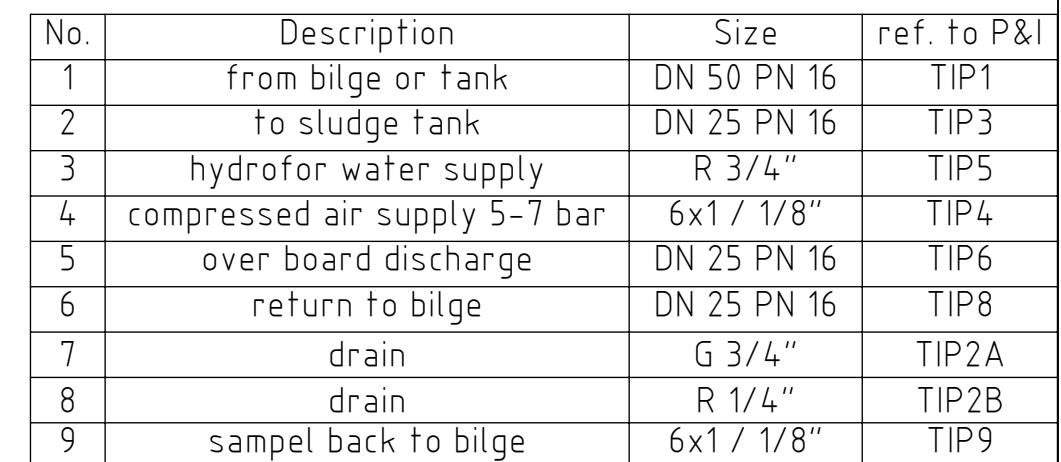 No. Description Size ref. to P&I
1 from bilge or tank DN 50 PN 16 TIP1
2 to sludge tank DN 25 PN 16 TIP3
3 hydrofor water supply R 3/4" TIP5
4 compressed air supply 5-7 bar 6x1 / 1/8" TIP4
5 over board discharge DN 25 PN 16 TIP6
6 return to bilge DN 25 PN 16 TIP8
7 drain G 3/4" TIP2A
8 drain R 1/4" TIP2B
9 sampel back to bilge 6x1 / 1/8" TIP9